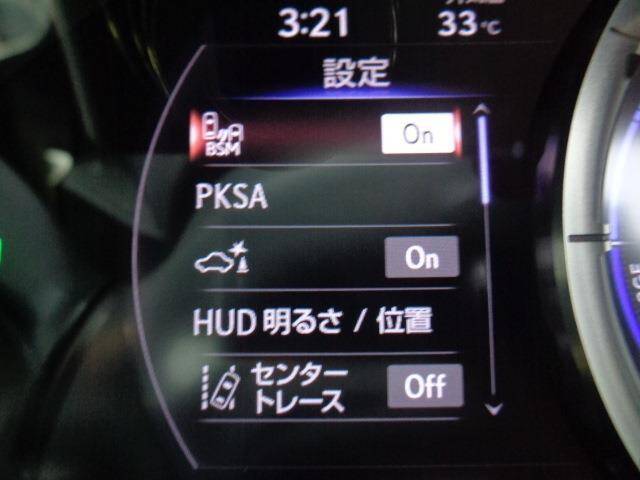 3:21
33℃
設定
BSM
On
PKSA
On
HUD 明るさ / 位置
センター
トレース
Off